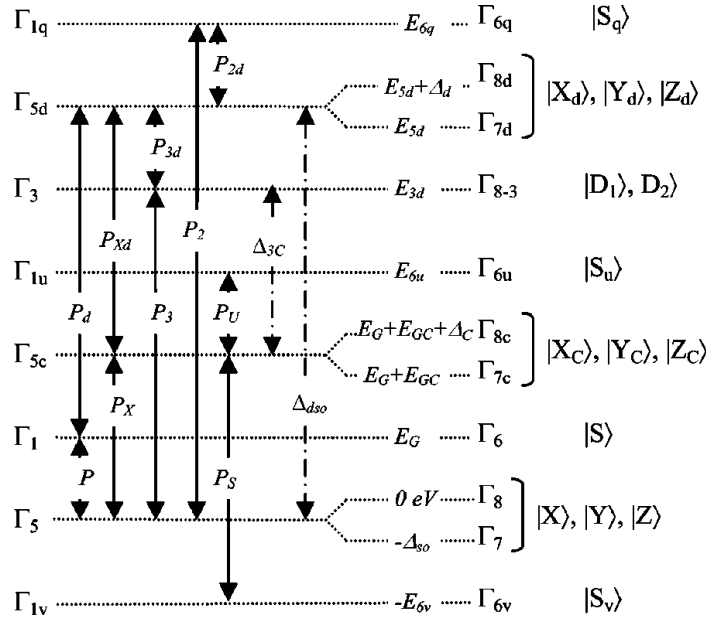 Γ1q E6q Γ6q |Sq⟩
P2d
E5d+Δd Γ8d
Γ5d |Xd⟩, |Yd⟩, |Zd⟩
E5d Γ7d
P3d
Γ3 E3d Γ8-3 |D1⟩, D2⟩
PXd P2 Δ3C
Γ1u E6u Γ6u |Su⟩
Pd P3 PU
EG+EGC+ΔC Γ8c
Γ5c |XC⟩, |YC⟩, |ZC⟩
EG+EGC Γ7c
PX Δdso
Γ1 EG Γ6 |S⟩
P PS
0 eV Γ8
Γ5 |X⟩, |Y⟩, |Z⟩
-Δso Γ7
Γ1v -E6v Γ6v |Sv⟩